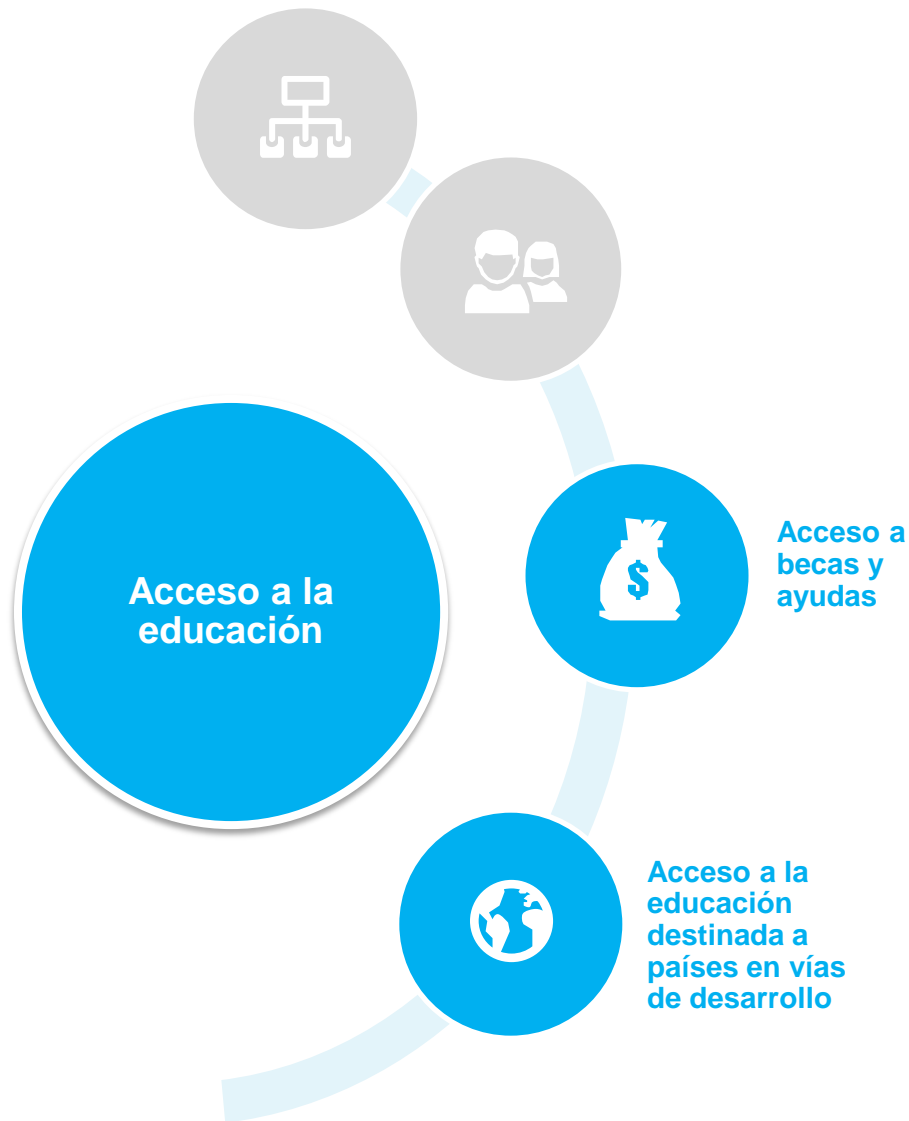 Acceso a la
educación
Acceso a
becas y
ayudas
$
Acceso a la
educación
destinada a
países en vías
de desarrollo